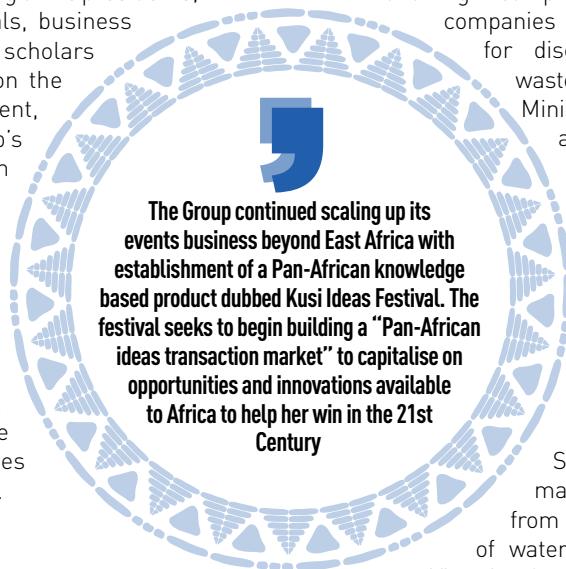 als, business
scholars
on the
ent,
o's
n
e
es
The Group continued scaling up its
events business beyond East Africa with
establishment of a Pan-African knowledge
based product dubbed Kusi Ideas Festival. The
festival seeks to begin building a “Pan-African
ideas transaction market” to capitalise on
opportunities and innovations available
to Africa to help her win in the 21st
Century
companies
for disc
waste
Mini
a
S
ma
from
of water